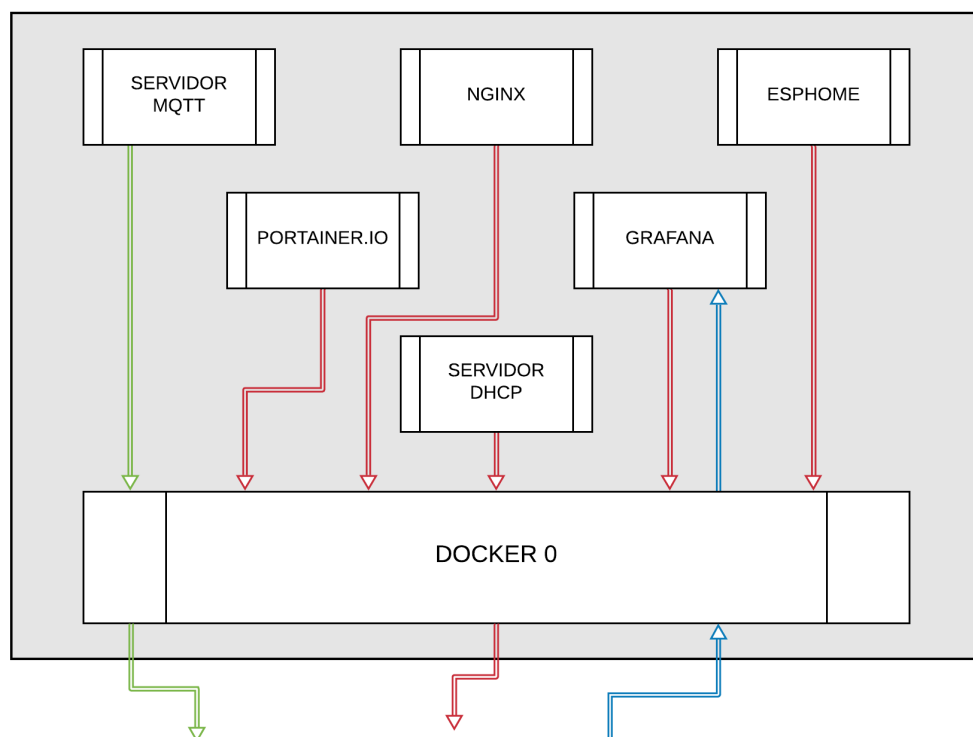 SERVIDOR
MQTT
NGINX
ESPHOME
PORTAINER.IO
GRAFANA
SERVIDOR
DHCP
DOCKER 0